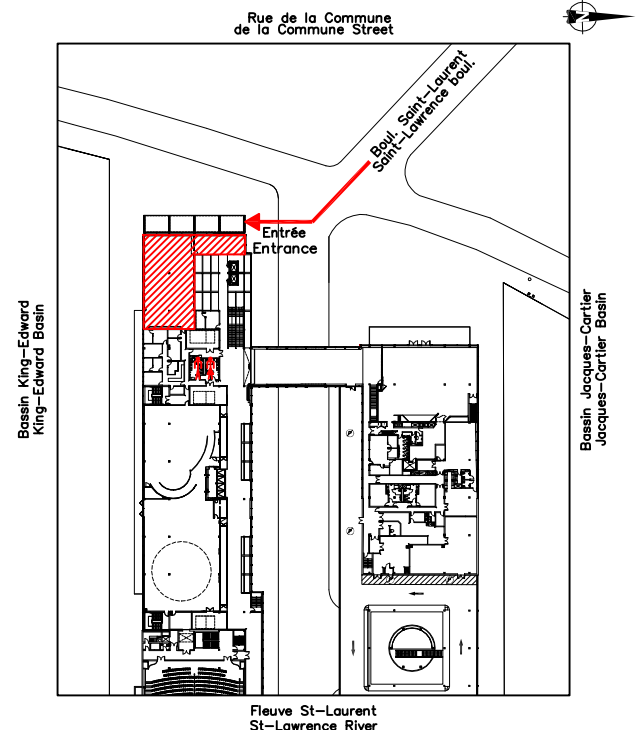 Rue de la Commune
de la Commune Street
N
Boul. Saint-Laurent
Saint-Lawrence boul.
Entrée
Entrance
Bassin King-Edward
King-Edward Basin
Bassin Jacques-Cartier
Jacques-Cartier Basin
P
P
Fleuve St-Laurent
St-Lawrence River